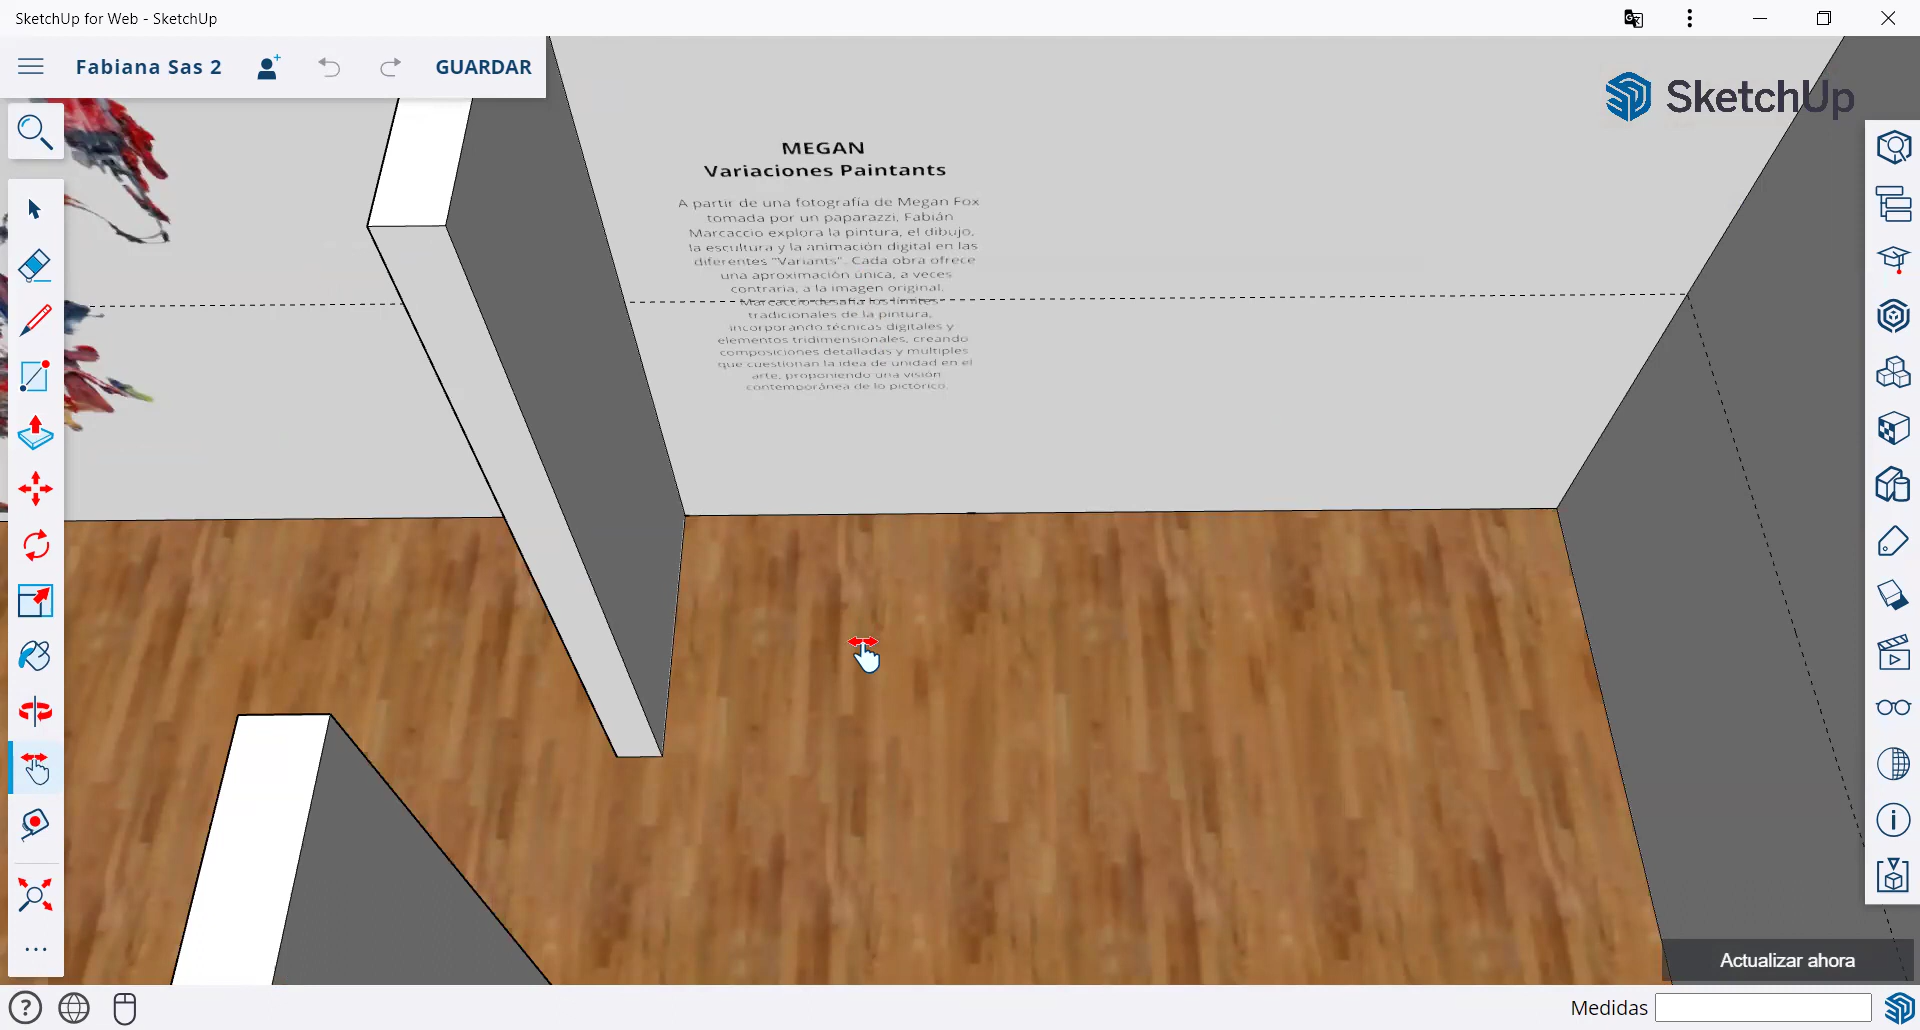 SketchUp for Web - SketchUp
Fabiana Sas 2
GUARDAR
SketchUp
MEGAN
Variaciones Paintants
A partir de una fotografía de Megan Fox
tomada por un paparazzi, Fabián
Marcaccio explora la pintura, el dibujo,
la escultura y la animación digital en las
diferentes "Variants". Cada obra ofrece
una aproximación única, a veces
contraria, a la imagen original.
Marcaccio desafía los límites
tradicionales de la pintura,
incorporando técnicas digitales y
elementos tridimensionales, creando
composiciones detalladas y múltiples
que cuestionan la idea de unidad en el
arte, proponiendo una visión
contemporánea de lo pictórico.
Actualizar ahora
Medidas